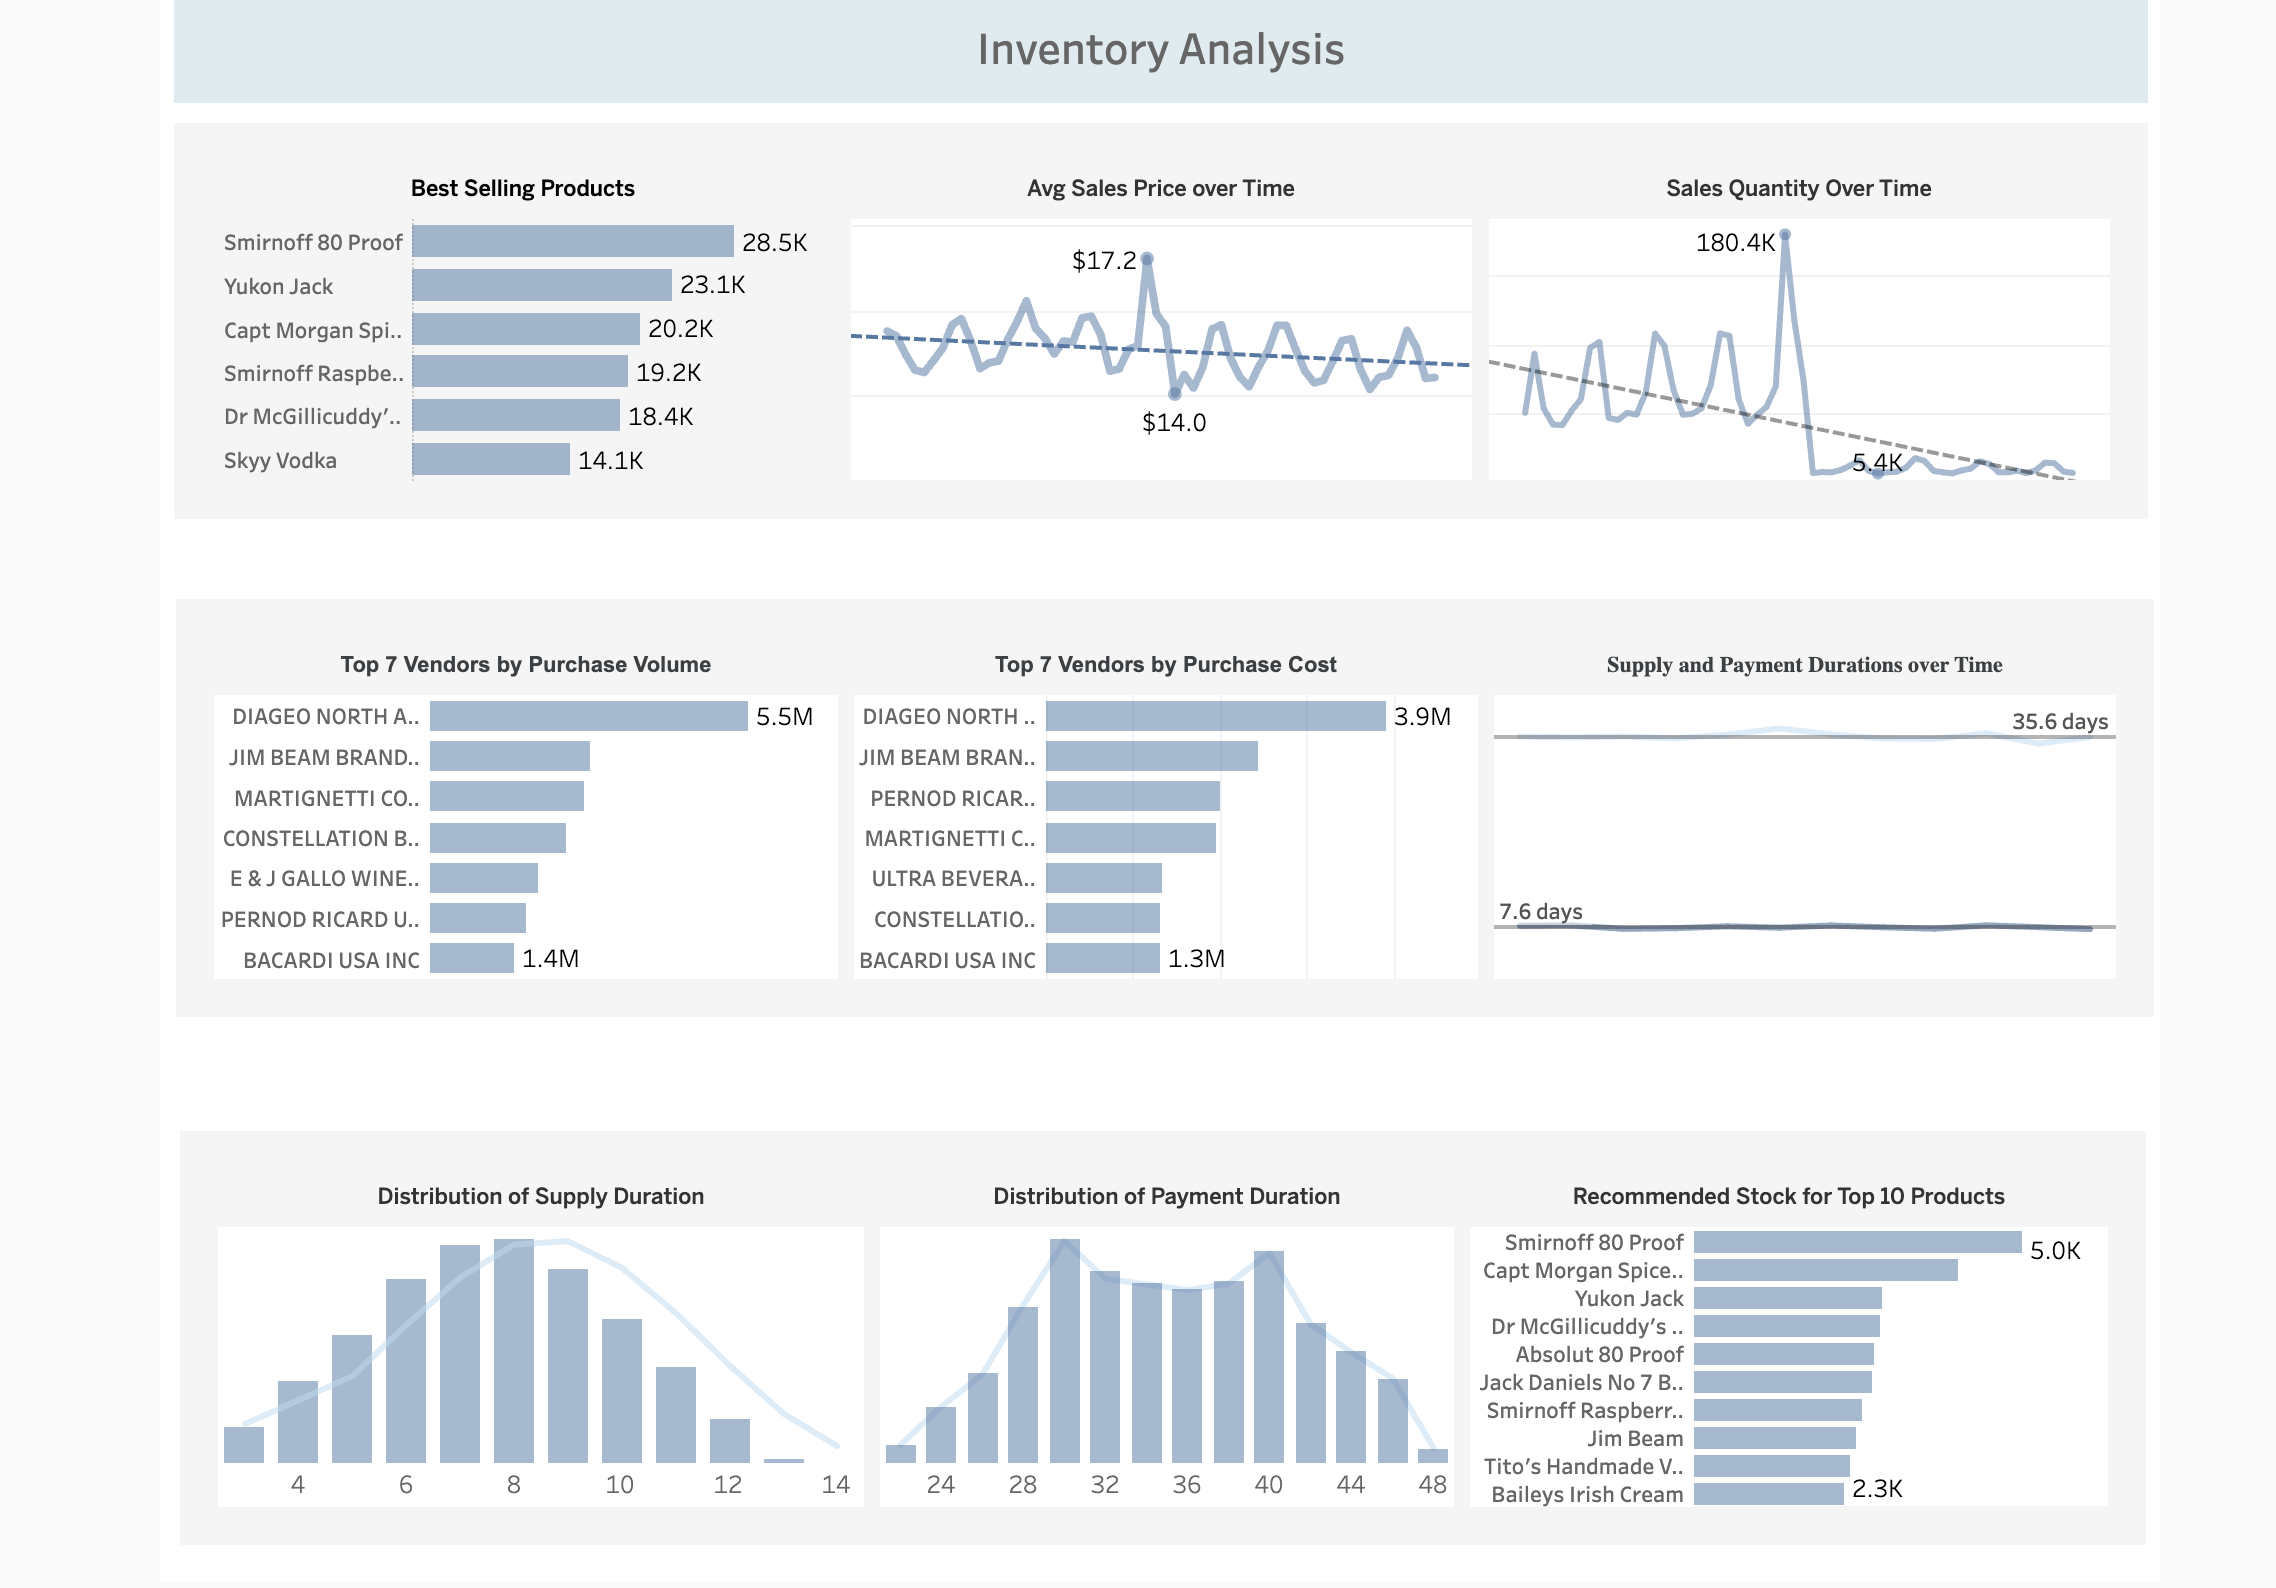 Inventory Analysis
Best Selling Products
Smirnoff 80 Proof 28.5K
Yukon Jack 23.1K
Capt Morgan Spi.. 20.2K
Smirnoff Raspbe.. 19.2K
Dr McGillicuddy’.. 18.4K
Skyy Vodka 14.1K
Avg Sales Price over Time
$17.2
$14.0
Sales Quantity Over Time
180.4K
5.4K
Top 7 Vendors by Purchase Volume
DIAGEO NORTH A.. 5.5M
JIM BEAM BRAND..
MARTIGNETTI CO..
CONSTELLATION B..
E & J GALLO WINE..
PERNOD RICARD U..
BACARDI USA INC 1.4M
Top 7 Vendors by Purchase Cost
DIAGEO NORTH .. 3.9M
JIM BEAM BRAN..
PERNOD RICAR..
MARTIGNETTI C..
ULTRA BEVERA..
CONSTELLATIO..
BACARDI USA INC 1.3M
Supply and Payment Durations over Time
35.6 days
7.6 days
Distribution of Supply Duration
4 6 8 10 12 14
Distribution of Payment Duration
24 28 32 36 40 44 48
Recommended Stock for Top 10 Products
Smirnoff 80 Proof 5.0K
Capt Morgan Spice..
Yukon Jack
Dr McGillicuddy’s ..
Absolut 80 Proof
Jack Daniels No 7 B..
Smirnoff Raspberr..
Jim Beam
Tito’s Handmade V..
Baileys Irish Cream 2.3K